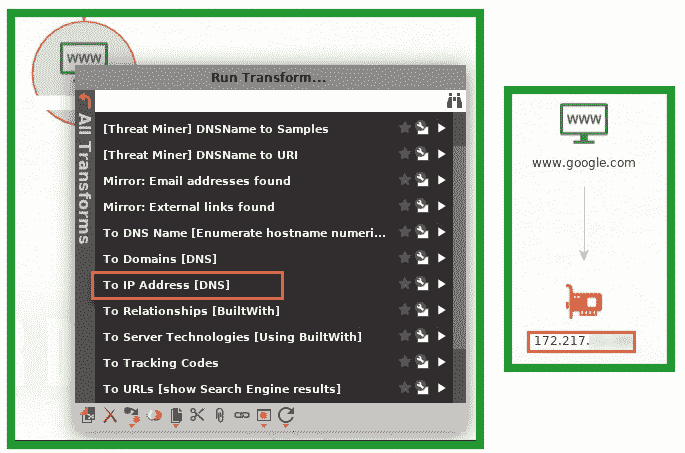 WWW
Run Transform...
All Transforms
[Threat Miner] DNSName to Samples
[Threat Miner] DNSName to URI
Mirror: Email addresses found
Mirror: External links found
To DNS Name [Enumerate hostname numeri...
To Domains [DNS]
To IP Address [DNS]
To Relationships [BuiltWith]
To Server Technologies [Using BuiltWith]
To Tracking Codes
To URLs [show Search Engine results]
WWW
www.google.com
172.217.